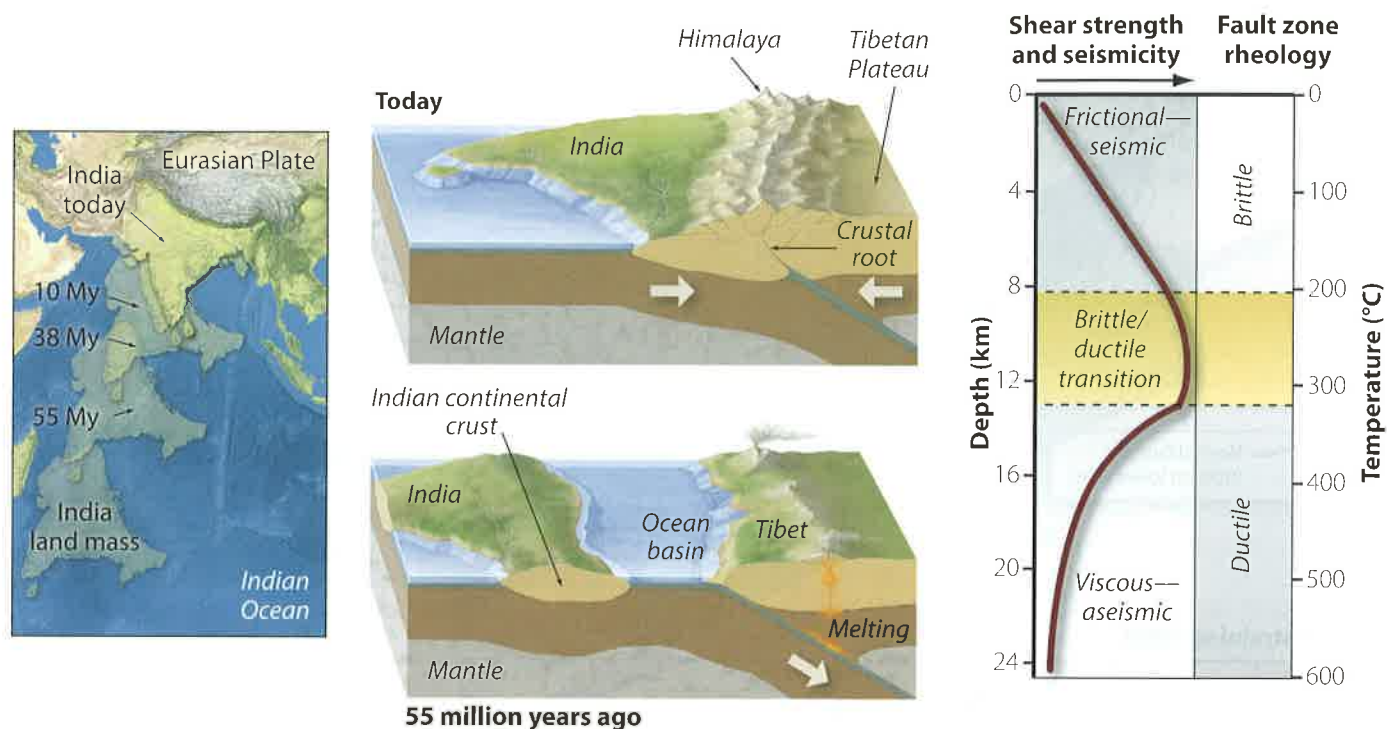 Eurasian Plate
India
today
10 My
38 My
55 My
India
land mass
Indian
Ocean
Today
Himalaya
Tibetan
Plateau
India
Crustal
root
Mantle
Indian continental
crust
India
Ocean
basin
Tibet
Melting
Mantle
55 million years ago
Shear strength
and seismicity
Fault zone
rheology
0
4
8
12
16
20
24
Depth (km)
Frictional—
seismic
Brittle/
ductile
transition
Viscous—
aseismic
Brittle
Ductile
0
100
200
300
400
500
600
Temperature (°C)